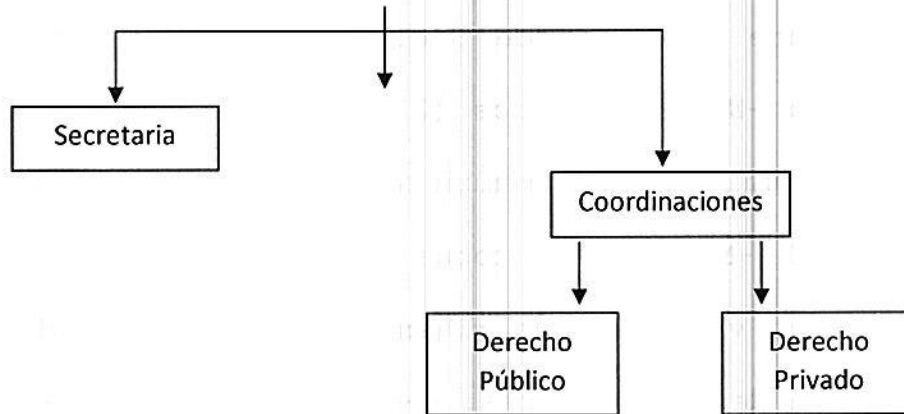 Secretaria
Coordinaciones
Derecho
Público
Derecho
Privado